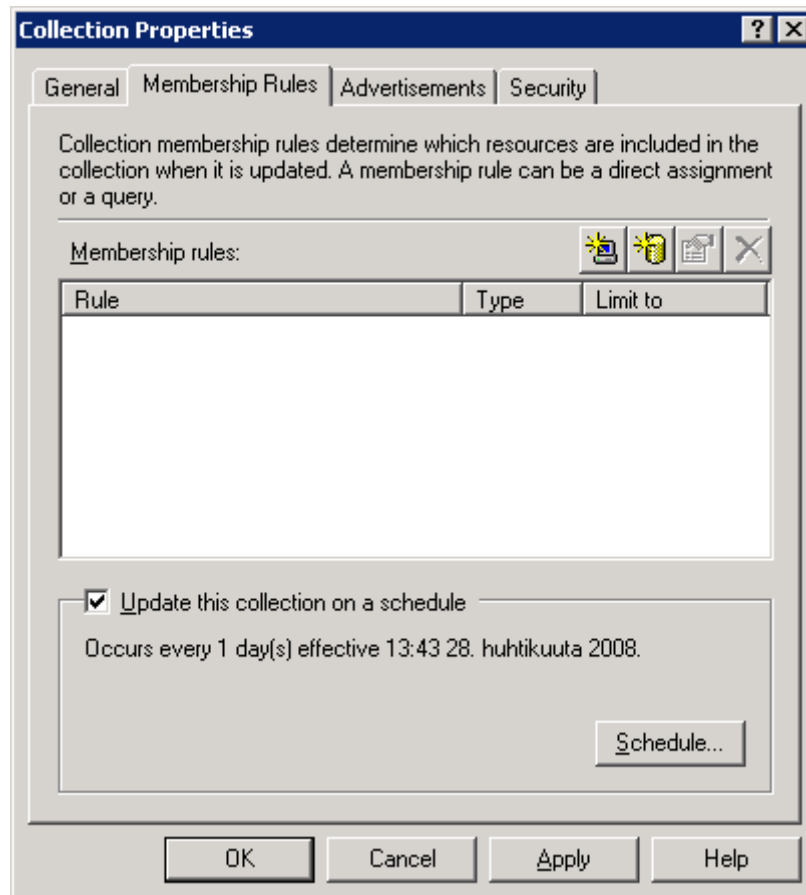 Collection Properties
General Membership Rules Advertisements Security
Collection membership rules determine which resources are included in the
collection when it is updated. A membership rule can be a direct assignment
or a query.
Membership rules:
Rule Type Limit to
Update this collection on a schedule
Occurs every 1 day(s) effective 13:43 28. huhtikuuta 2008.
Schedule...
OK Cancel Apply Help